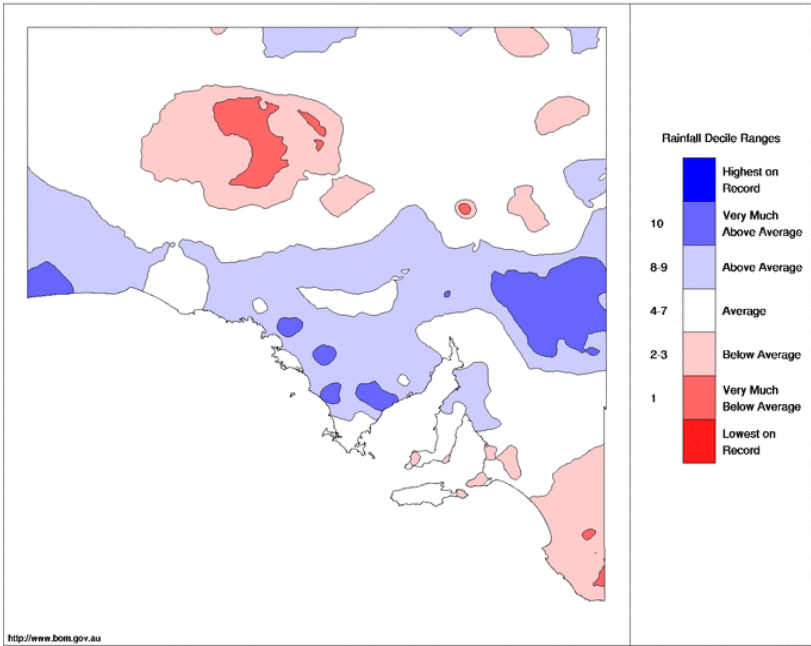 Rainfall Decile Ranges
Highest on
Record
10
Very Much
Above Average
8-9
Above Average
4-7
Average
2-3
Below Average
1
Very Much
Below Average
Lowest on
Record
http://www.bom.gov.au